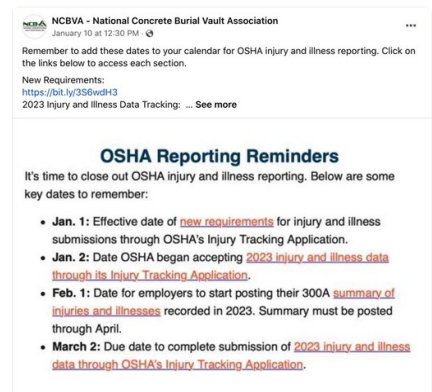 NCBVA
NCBVA - National Concrete Burial Vault Association
January 10 at 12:30 PM ·
Remember to add these dates to your calendar for OSHA injury and illness reporting. Click on
the links below to access each section.
New Requirements:
https://bit.ly/3S6wdH3
2023 Injury and Illness Data Tracking: ... See more
OSHA Reporting Reminders
It's time to close out OSHA injury and illness reporting. Below are some
key dates to remember:
• Jan. 1: Effective date of new requirements for injury and illness
submissions through OSHA's Injury Tracking Application.
• Jan. 2: Date OSHA began accepting 2023 injury and illness data
through its Injury Tracking Application.
• Feb. 1: Date for employers to start posting their 300A summary of
injuries and illnesses recorded in 2023. Summary must be posted
through April.
• March 2: Due date to complete submission of 2023 injury and illness
data through OSHA's Injury Tracking Application.